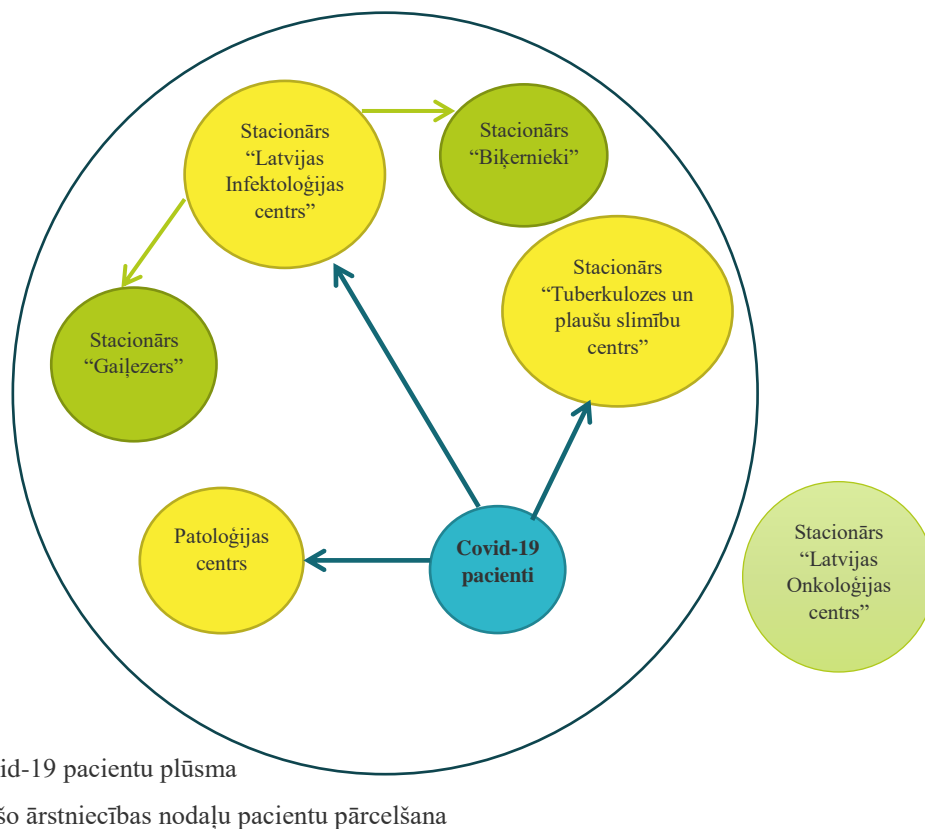 Stacionārs
“Latvijas
Infektoloģijas
centrs”
Stacionārs
“Biķernieki”
Stacionārs
“Tuberkulozes un
plaušu slimību
centrs”
Stacionārs
“Gaiļezers”
Patoloģijas
centrs
Covid-19
pacienti
Stacionārs
“Latvijas
Onkoloģijas
centrs”
id-19 pacientu plūsma
šo ārstniecības nodaļu pacientu pārcelšana